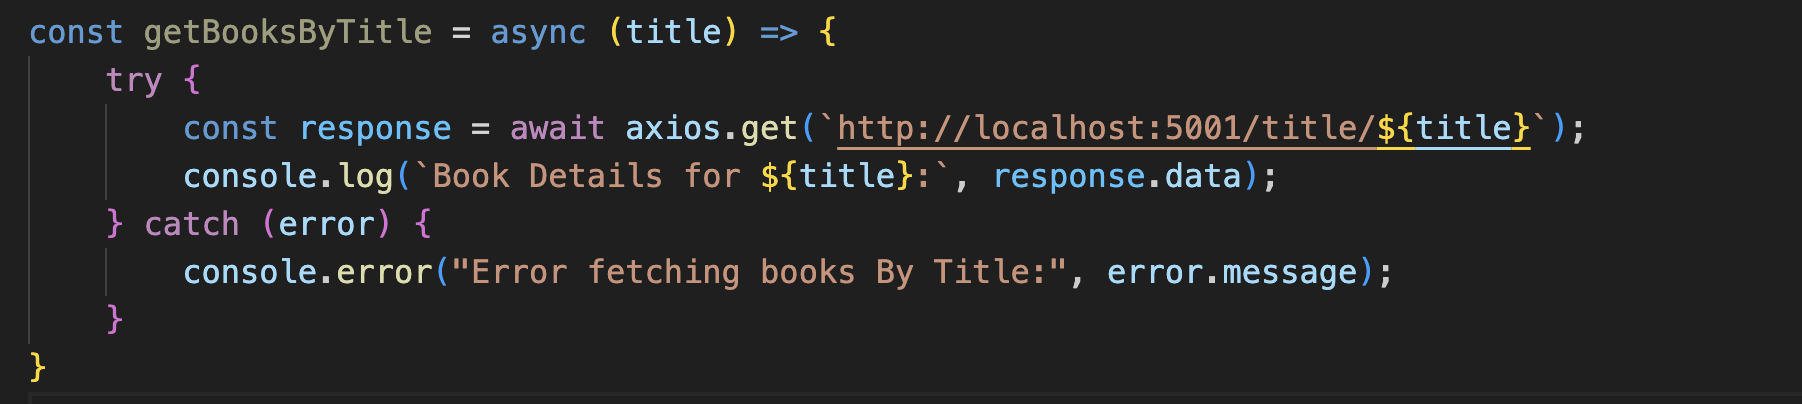 const getBooksByTitle = async (title) => {
    try {
        const response = await axios.get(`http://localhost:5001/title/${title}`);
        console.log(`Book Details for ${title}:`, response.data);
    } catch (error) {
        console.error("Error fetching books By Title:", error.message);
    }
}